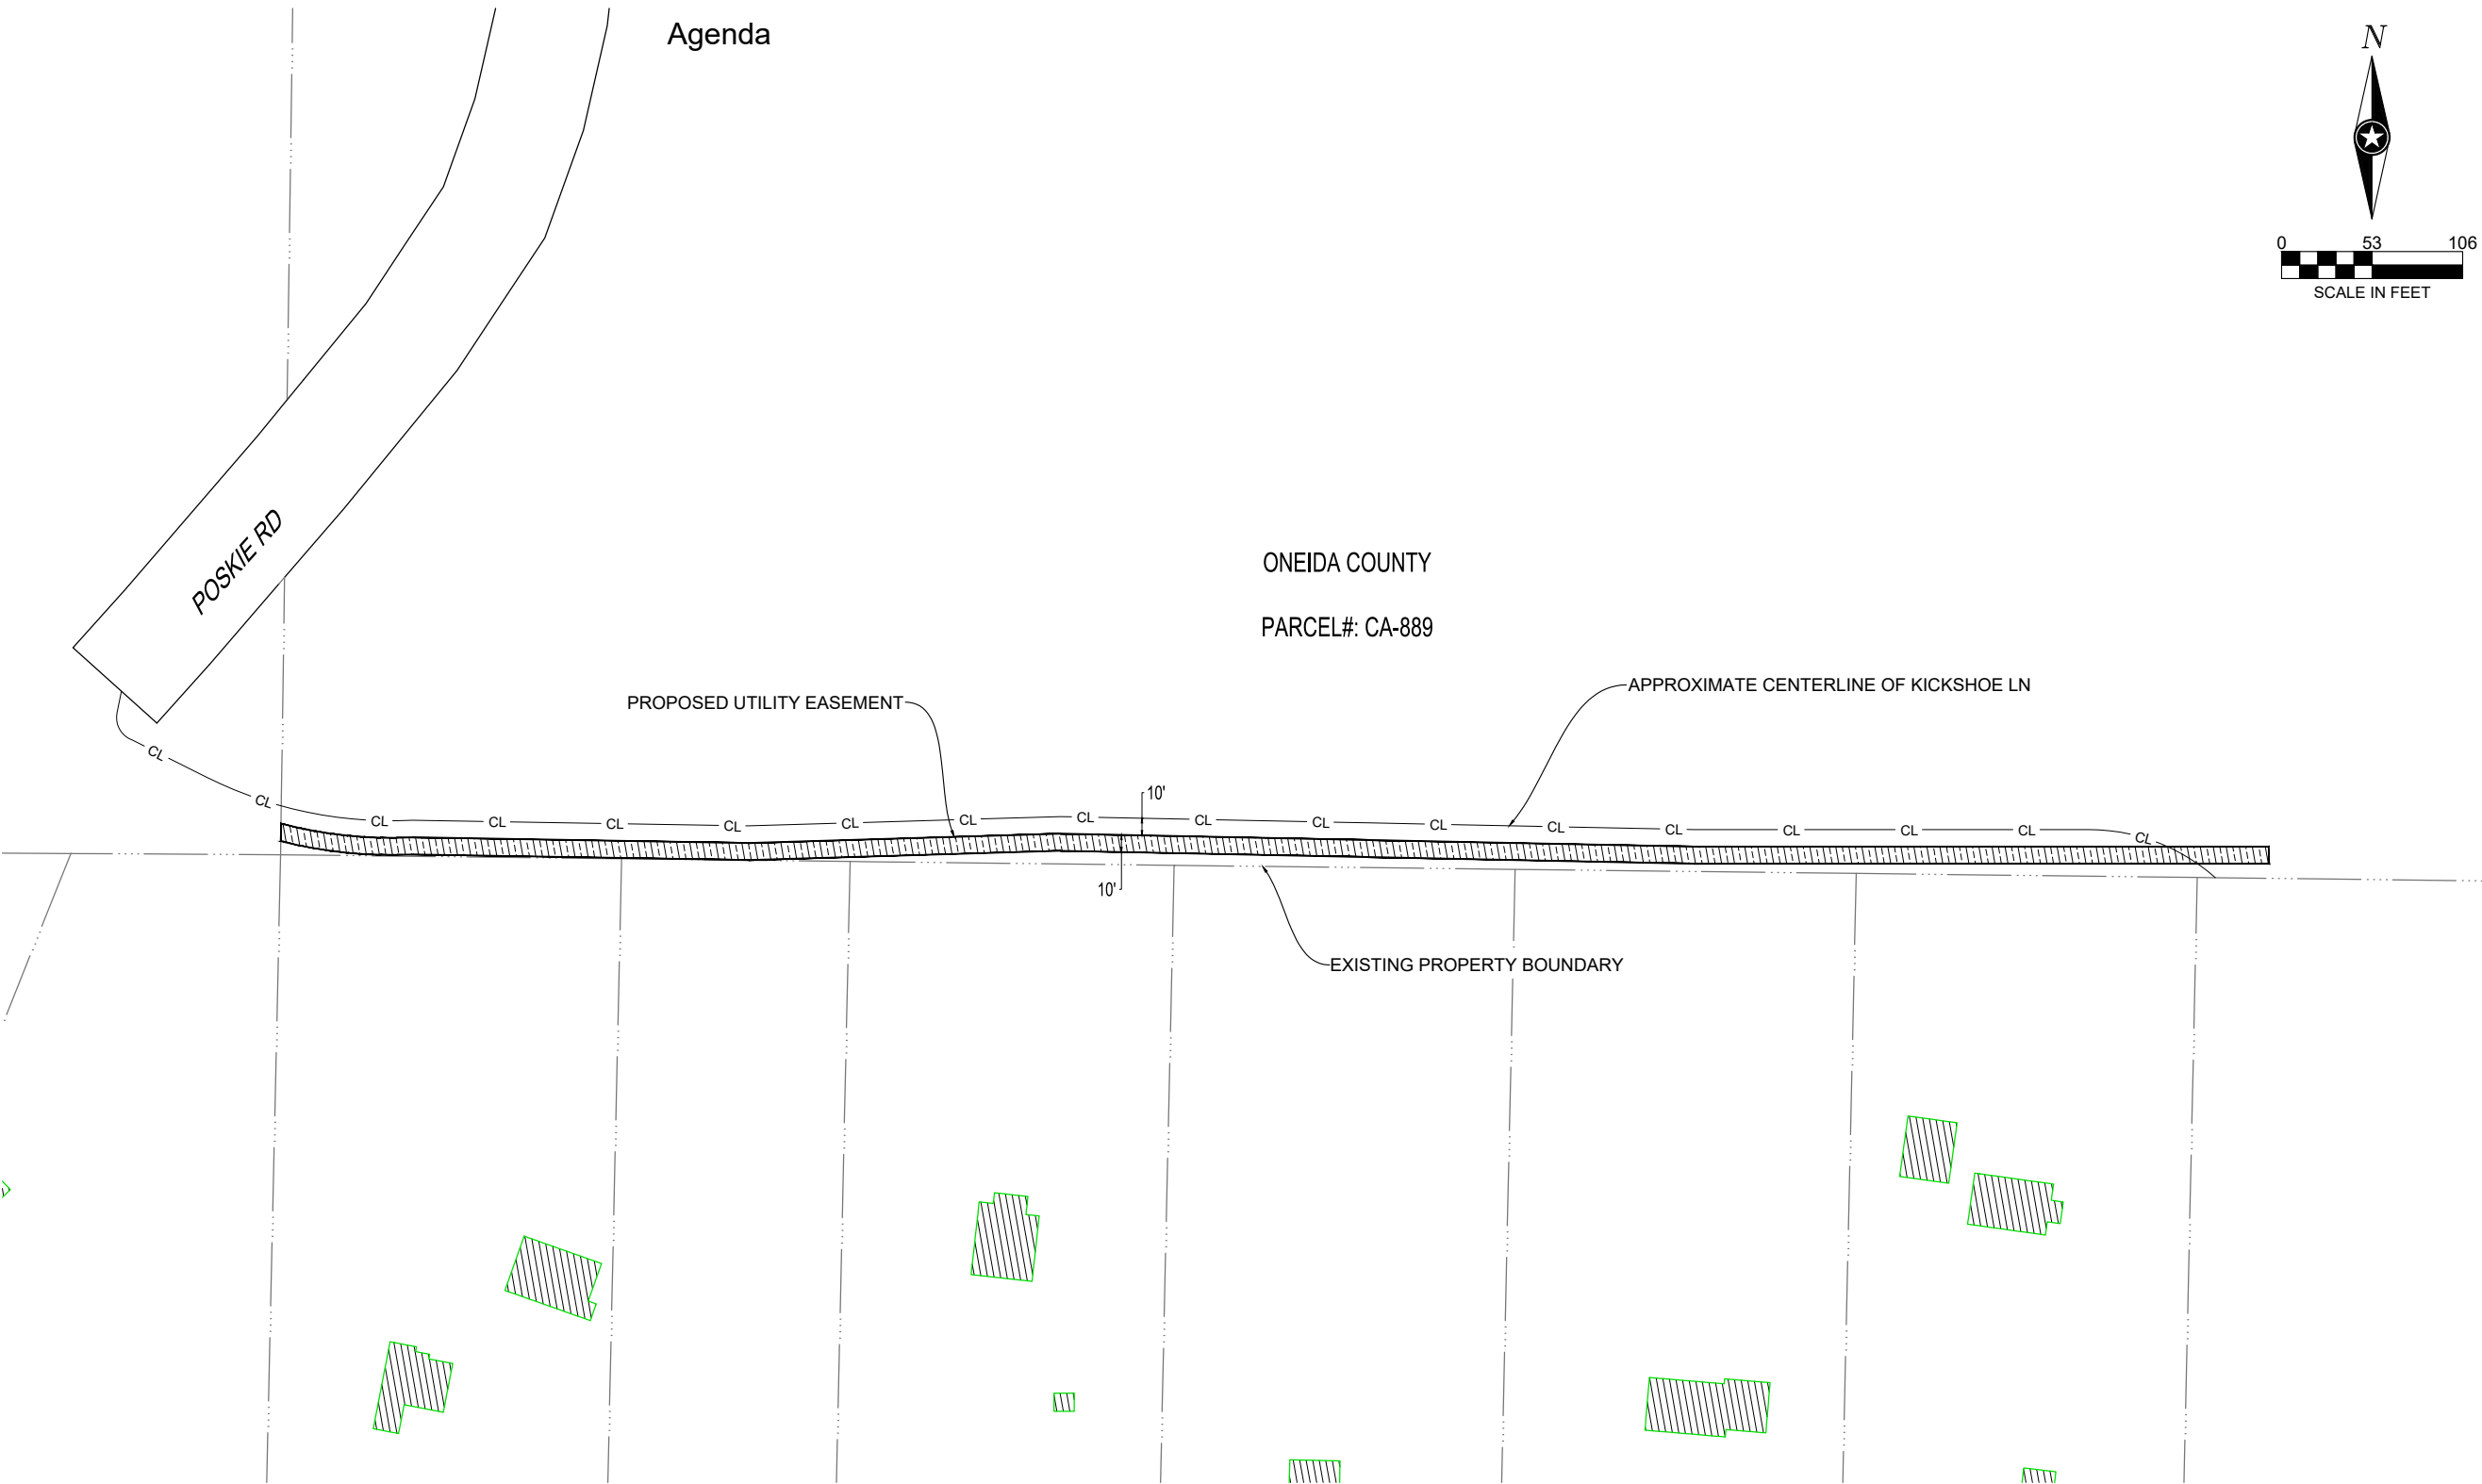 Agenda
N
0 53 106
SCALE IN FEET
POSKIE RD
ONEIDA COUNTY
PARCEL#: CA-889
APPROXIMATE CENTERLINE OF KICKSHOE LN
PROPOSED UTILITY EASEMENT
CL
CL
10'
CL CL CL CL CL CL CL CL CL CL CL CL CL CL CL
CL
10'
EXISTING PROPERTY BOUNDARY